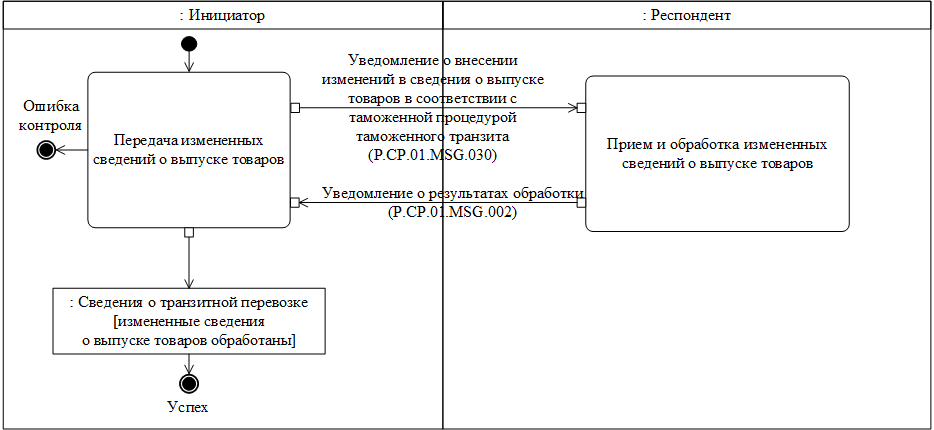 : Инициатор
: Респондент
Ошибка
контроля
Передача измененных
сведений о выпуске товаров
Уведомление о внесении
изменений в сведения о выпуске
товаров в соответствии с
таможенной процедурой
таможенного транзита
(P.CP.01.MSG.030)
Прием и обработка измененных
сведений о выпуске товаров
Уведомление о результатах обработки
(P.CP.01.MSG.002)
: Сведения о транзитной перевозке
[измененные сведения
о выпуске товаров обработаны]
Успех